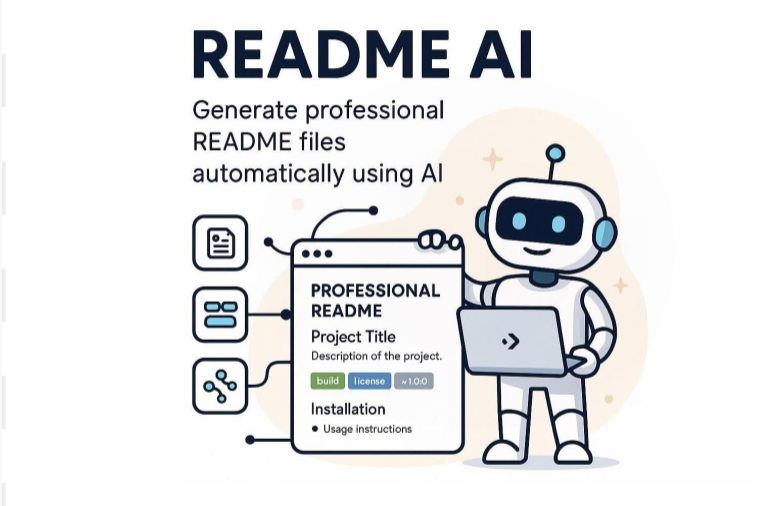 README AI
Generate professional
README files
automatically using AI
PROFESSIONAL
README
Project Title
Description of the project.
build license ~1.0:0
Installation
• Usage instructions